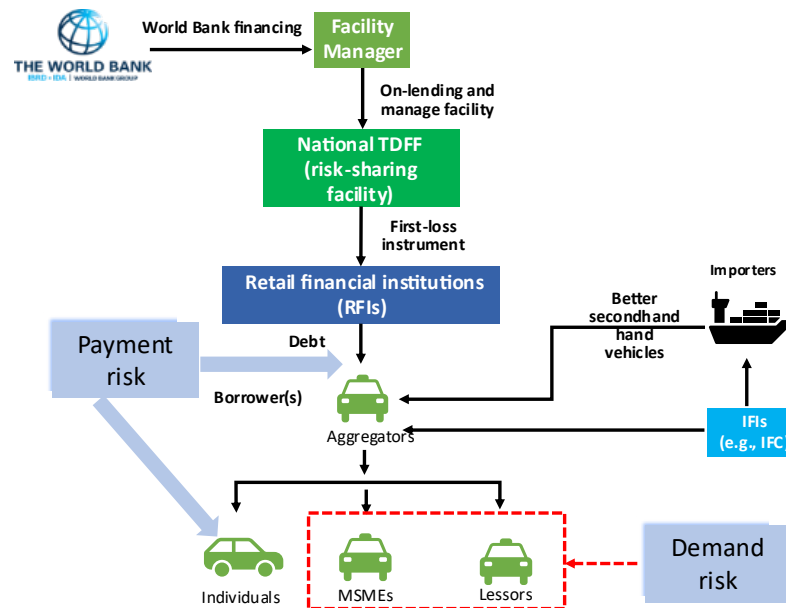 World Bank financing
Facility
Manager
THE WORLD BANK
IBRD • IDA | WORLD BANK GROUP
On-lending and
manage facility
National TDFF
(risk-sharing
facility)
First-loss
instrument
Retail financial institutions
(RFIs)
Importers
Better
secondhand
hand
vehicles
Payment
risk
Debt
Borrower(s)
Aggregators
IFIs
(e.g., IFC)
Individuals
MSMEs
Lessors
Demand
risk